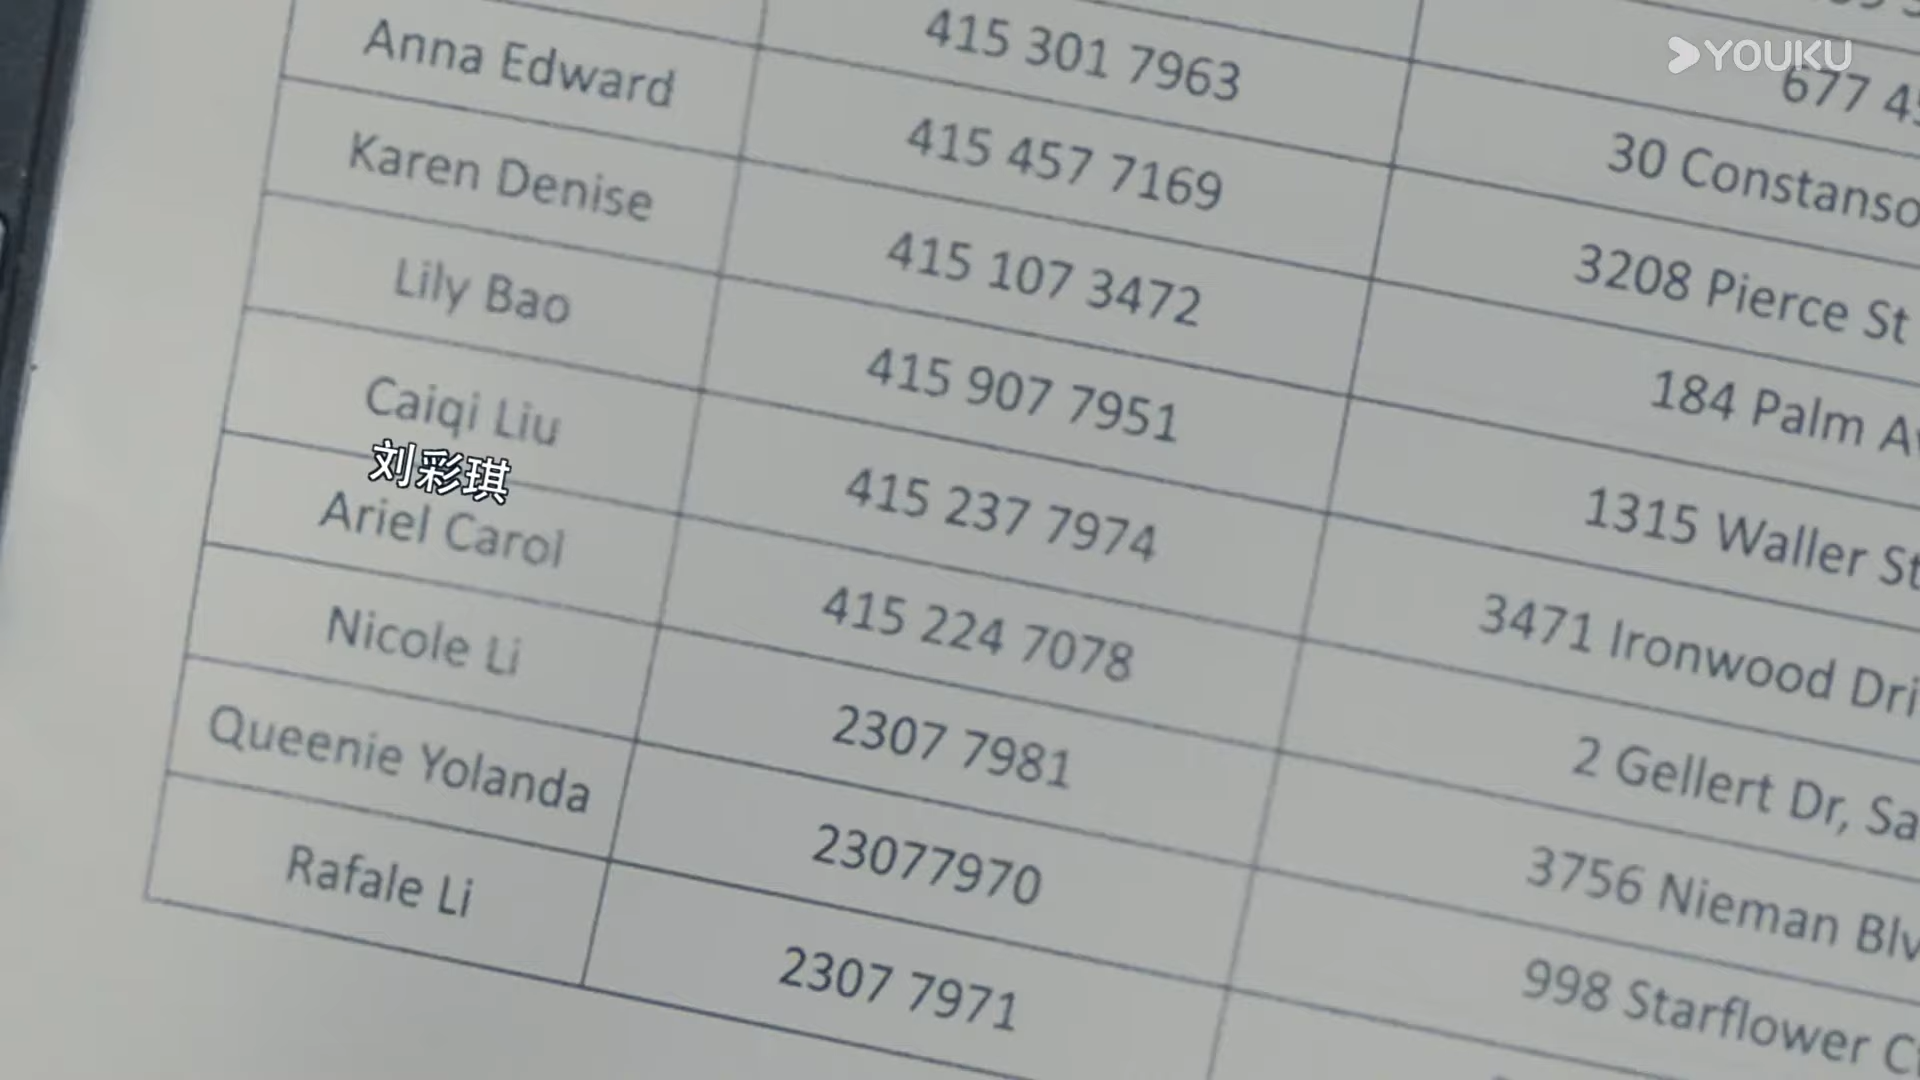 YOUKU
677 45
415 301 7963 30 Constanso
Anna Edward 415 457 7169 3208 Pierce St
Karen Denise 415 107 3472 184 Palm Av
Lily Bao 415 907 7951 1315 Waller St
Caiqi Liu 415 237 7974 3471 Ironwood Dri
刘彩琪
Ariel Carol 415 224 7078 2 Gellert Dr, Sa
Nicole Li 2307 7981 3756 Nieman Blv
Queenie Yolanda 23077970 998 Starflower C
Rafale Li 2307 7971